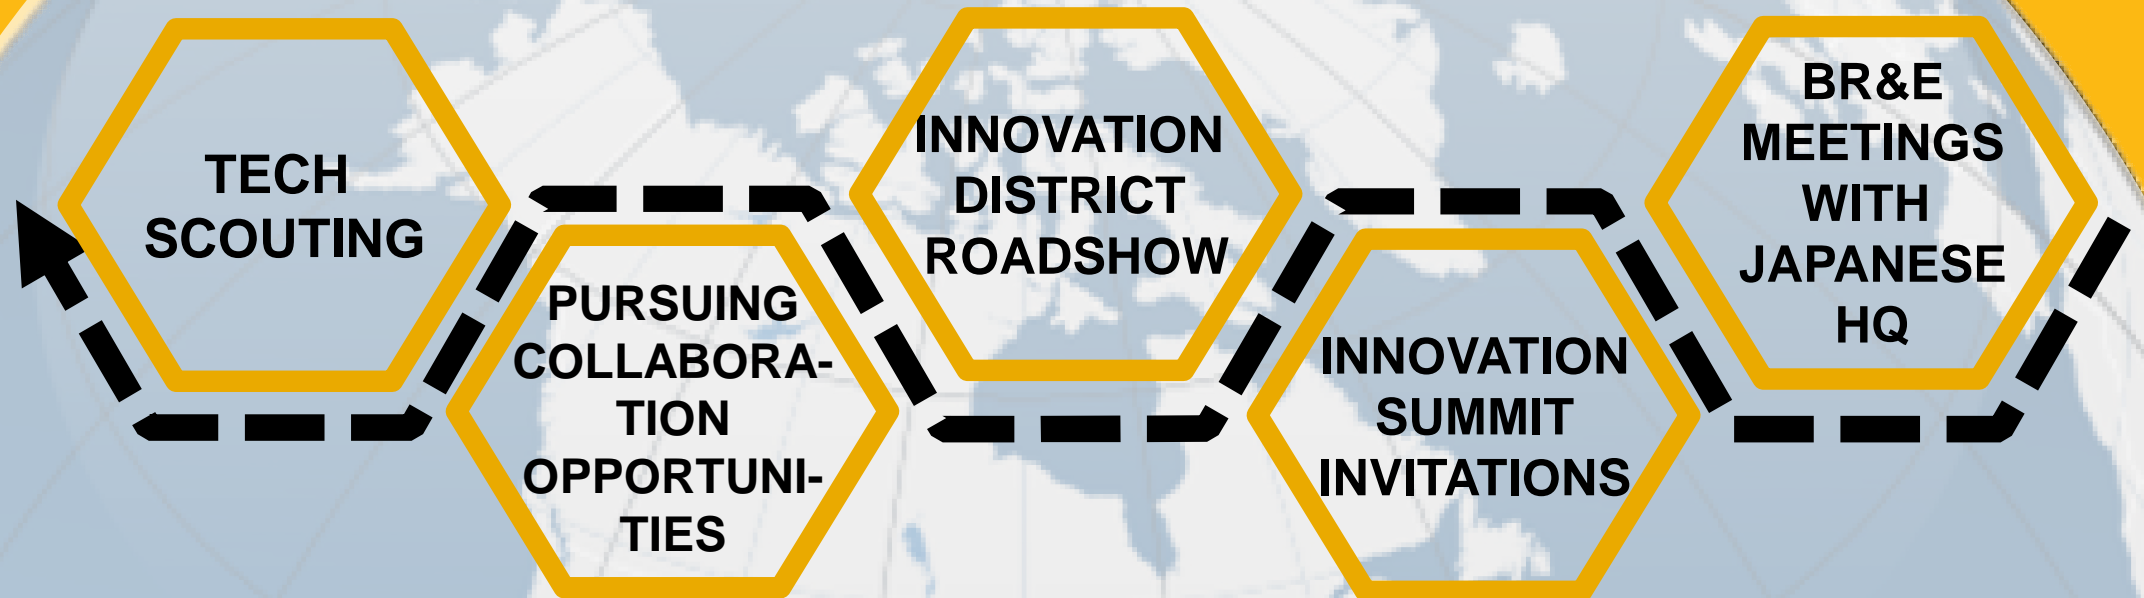 TECH
SCOUTING
PURSUING
COLLABORA-
TION
OPPORTUNI-
TIES
INNOVATION
DISTRICT
ROADSHOW
INNOVATION
SUMMIT
INVITATIONS
BR&E
MEETINGS
WITH
JAPANESE
HQ